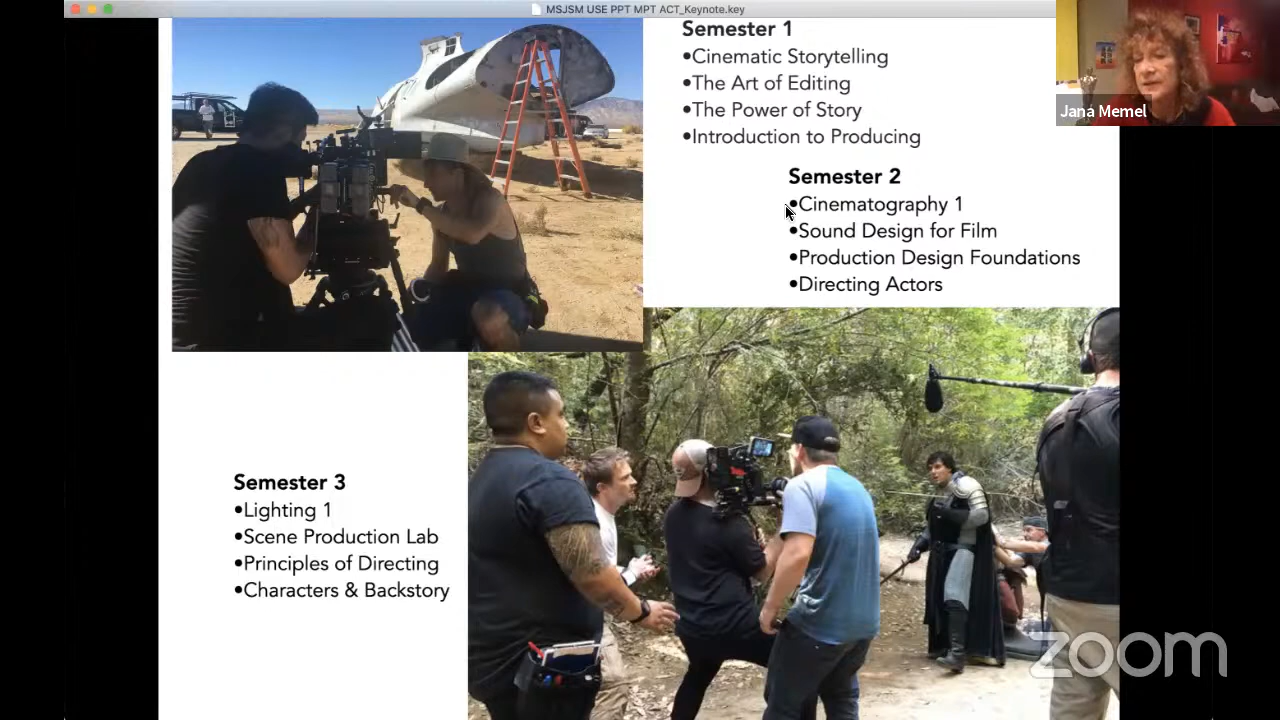 MSJSM USE PPT MPT ACT_Keynote.key
Semester 1
•Cinematic Storytelling
•The Art of Editing
•The Power of Story
•Introduction to Producing
Jana Memel
Semester 2
•Cinematography 1
•Sound Design for Film
•Production Design Foundations
•Directing Actors
Semester 3
•Lighting 1
•Scene Production Lab
•Principles of Directing
•Characters & Backstory
zoom